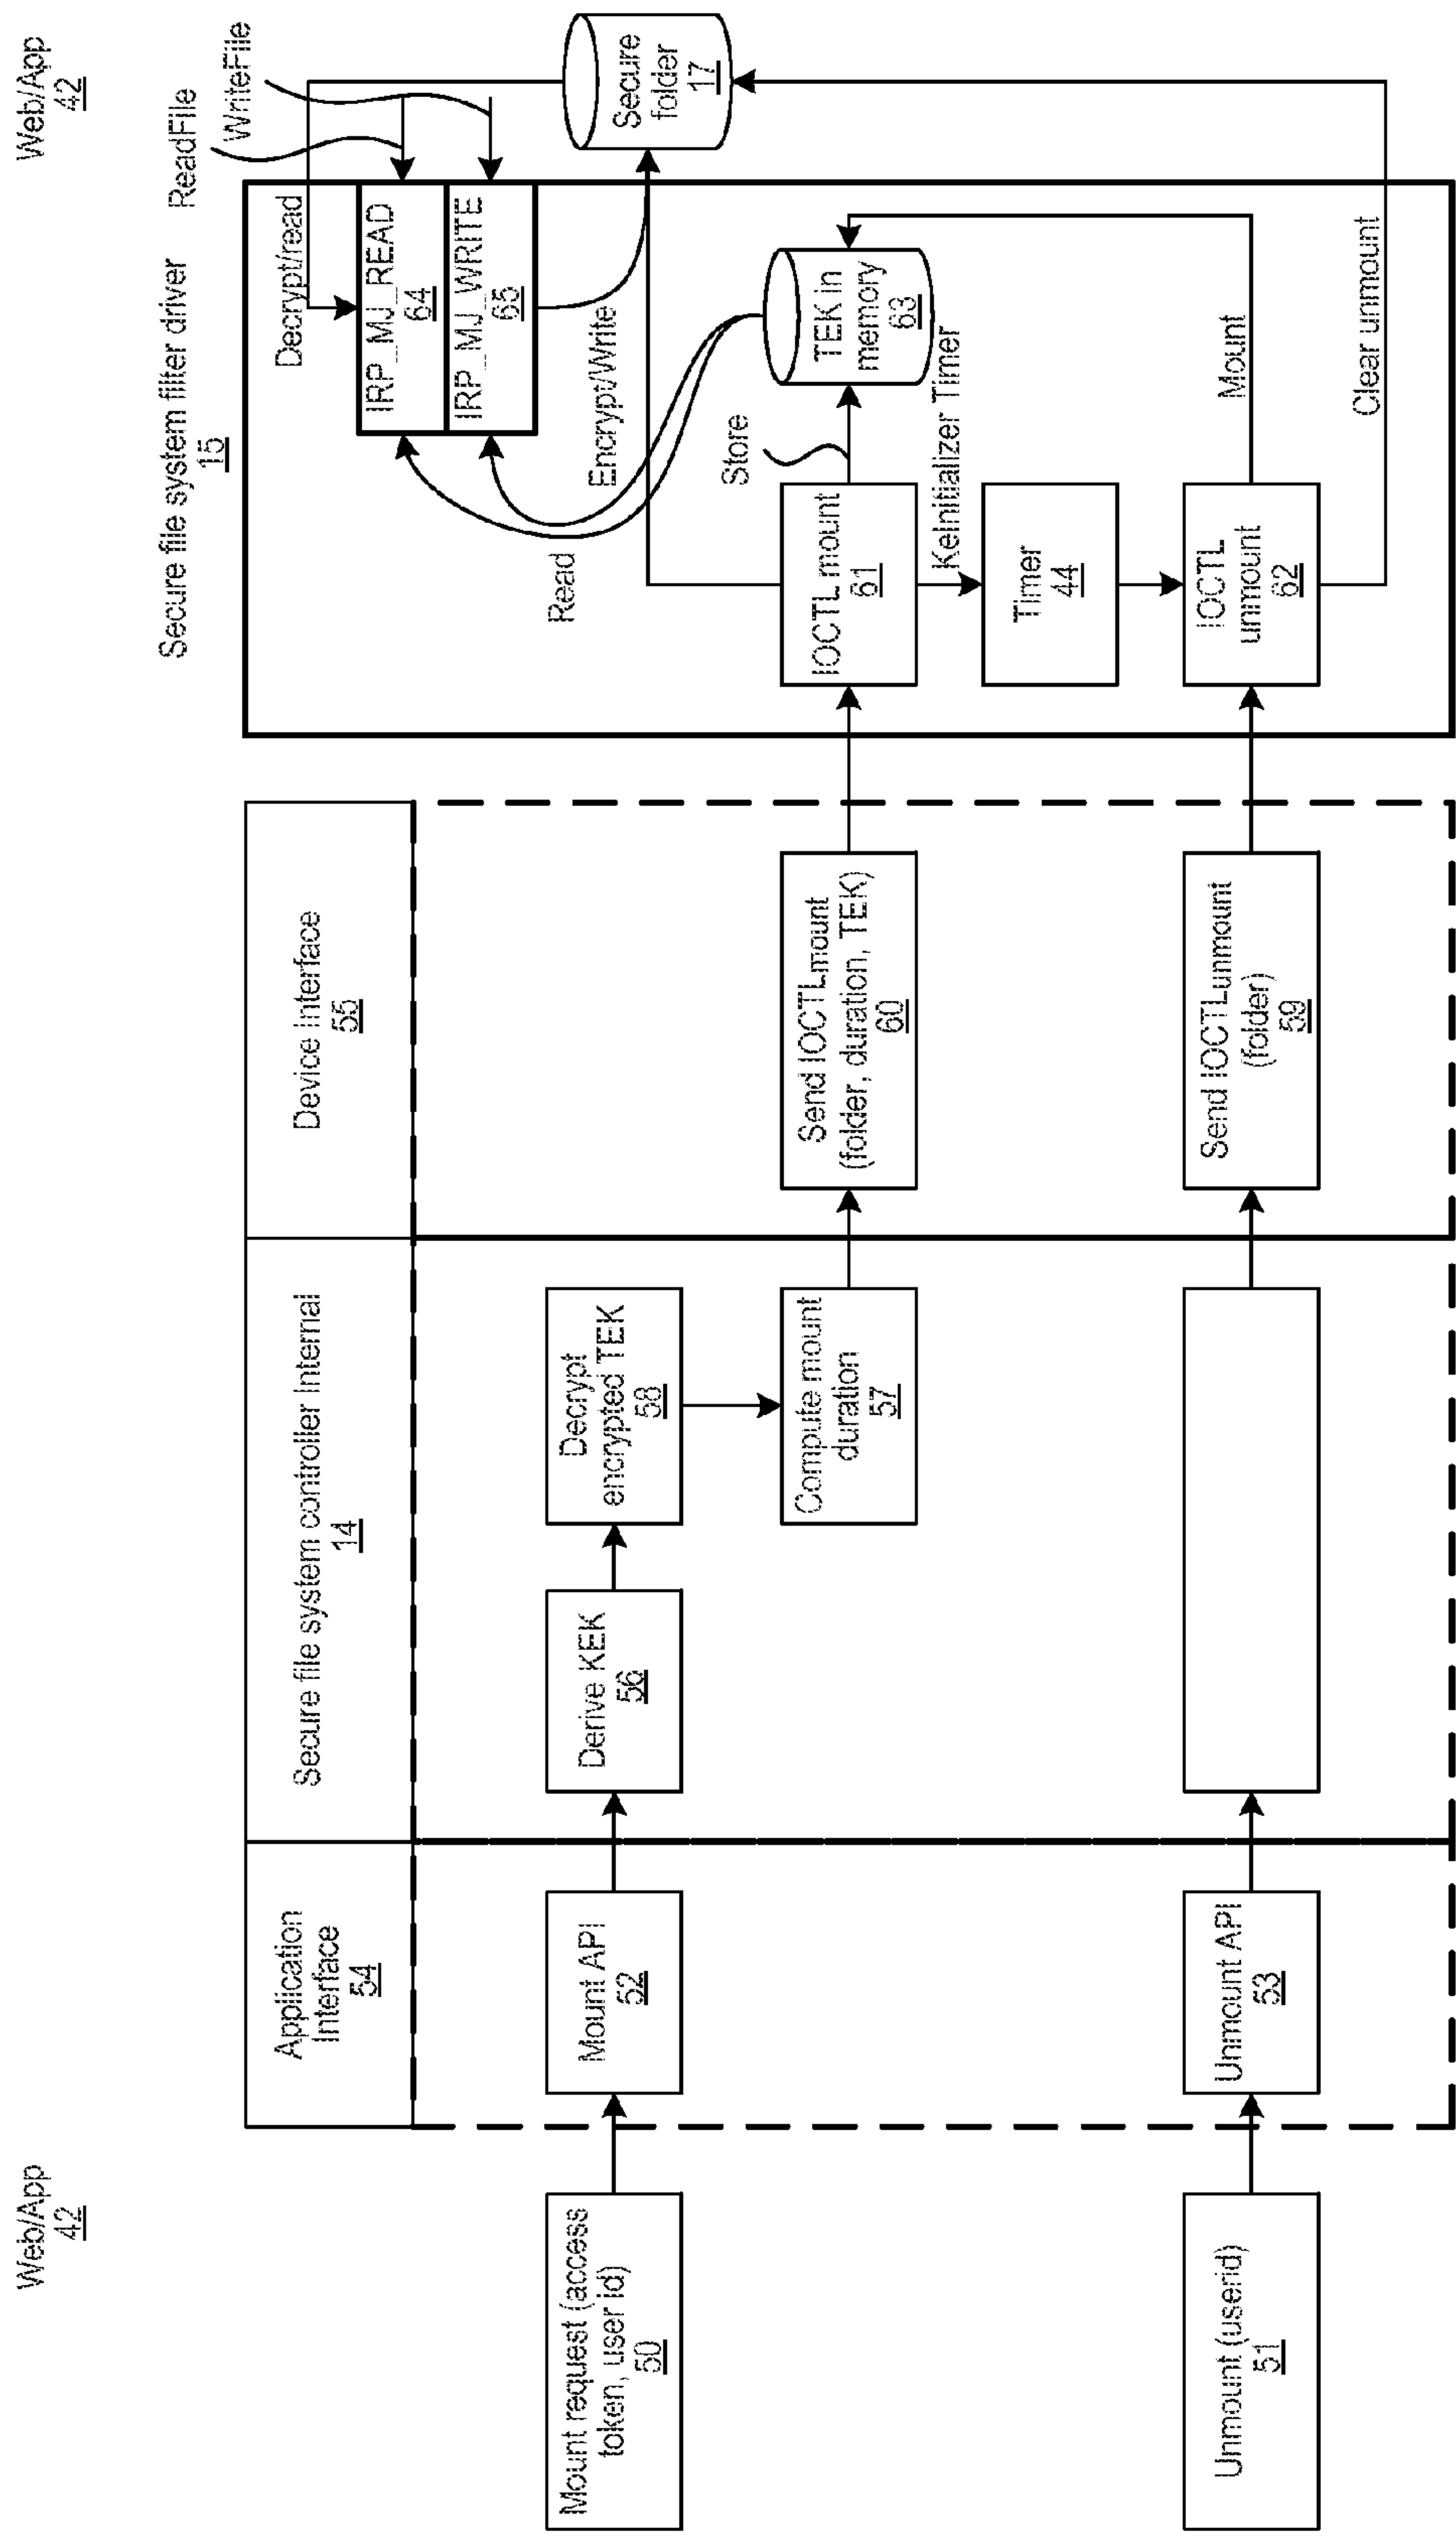 Web/App
42
Web/App
42
Secure file system filter driver
15
ReadFile
WriteFile
Application
Interface
54
Secure file system controller Internal
14
Device Interface
55
Decrypt/read
IRP_MJ_READ
64
IRP_MJ_WRITE
65
Mount request (access
token, user id)
50
Mount API
52
Derive KEK
56
Decrypt
encrypted TEK
58
Read
Encrypt/Write
Secure
folder
17
Compute mount
duration
57
Send IOCTLmount
(folder, duration, TEK)
60
IOCTL mount
61
Store
TEK in
memory
63
KeInitializer Timer
Timer
44
Unmount (userid)
51
Unmount API
53
Send IOCTLunmount
(folder)
59
IOCTL
unmount
62
Mount
Clear unmount